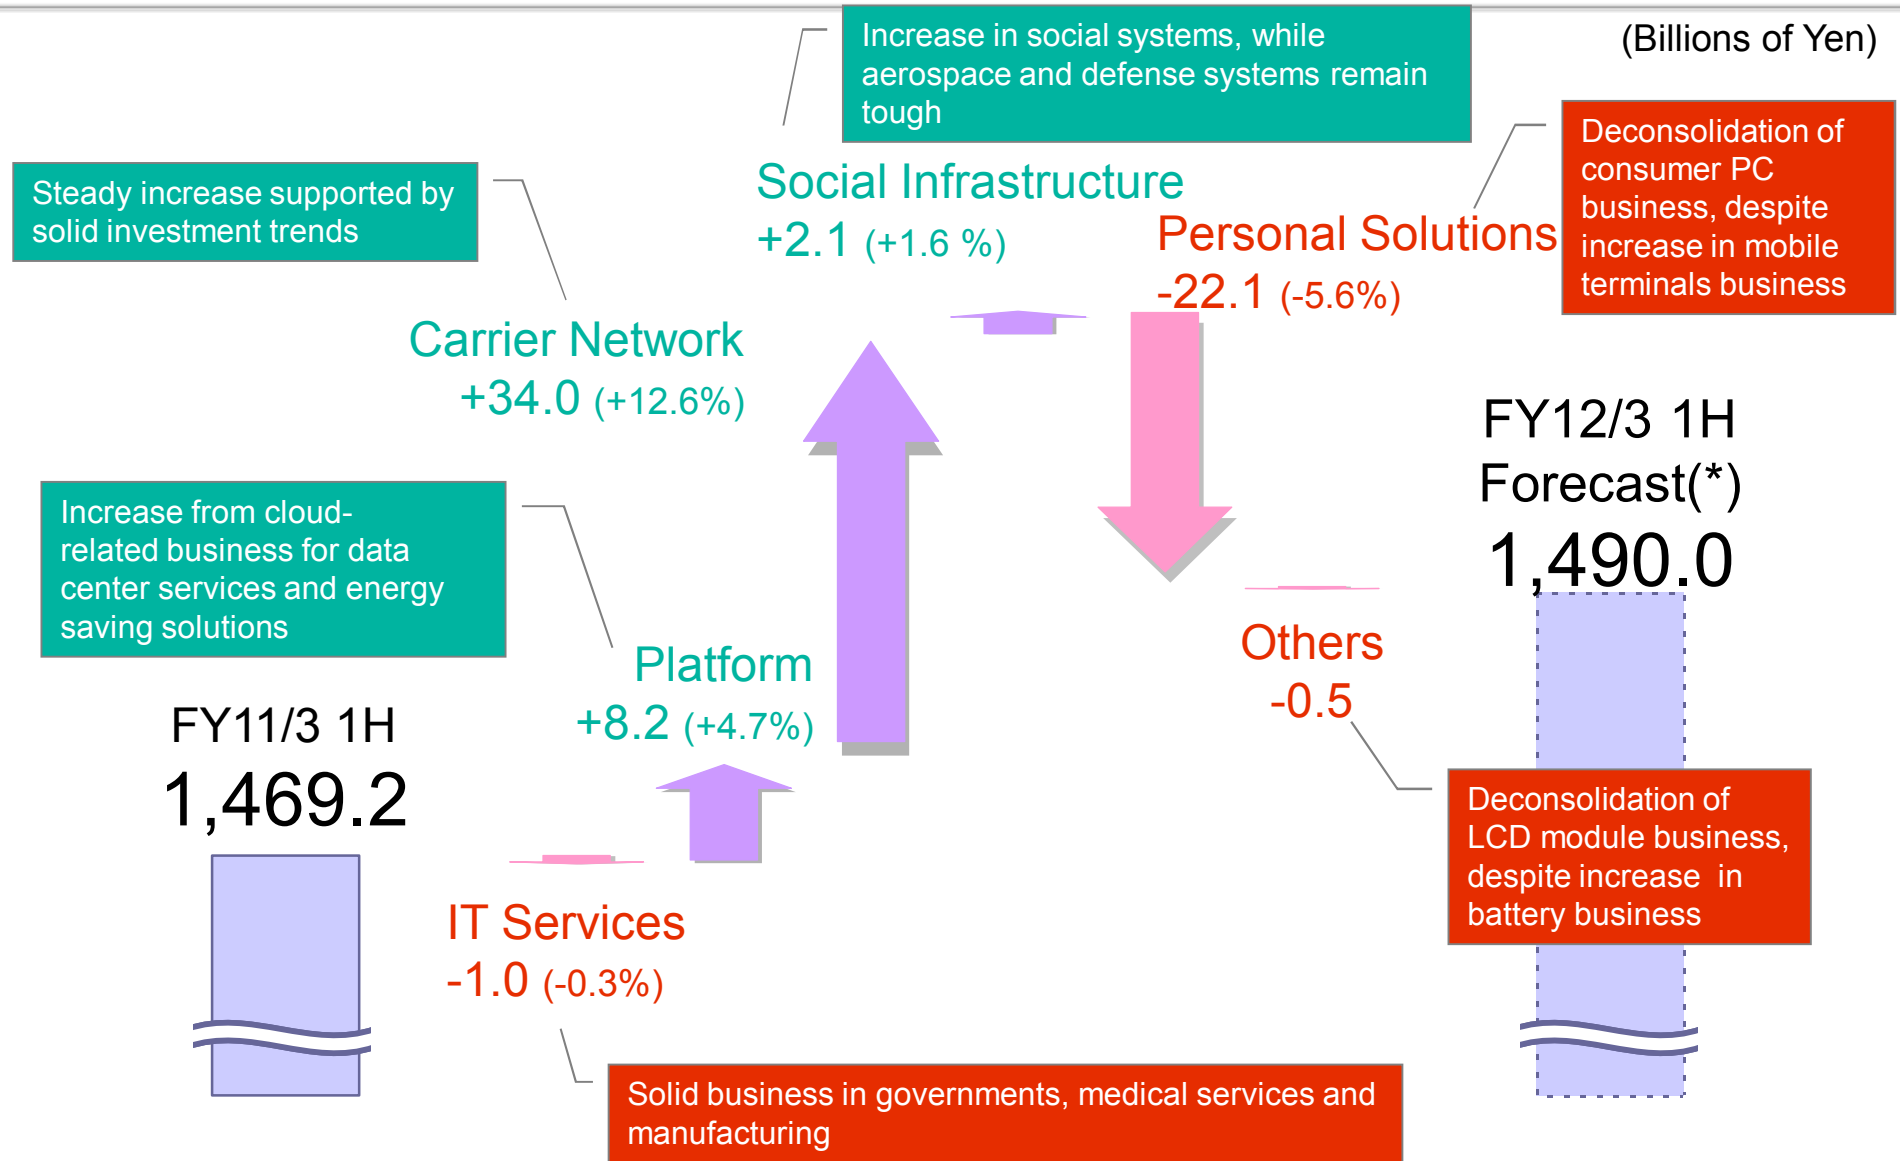 (Billions of Yen)
Increase in social systems, while
aerospace and defense systems remain
tough
Deconsolidation of
consumer PC
business, despite
increase in mobile
terminals business
Steady increase supported by
solid investment trends
Social Infrastructure
+2.1 (+1.6 %)
Personal Solutions
-22.1 (-5.6%)
Carrier Network
+34.0 (+12.6%)
FY12/3 1H
Forecast(*)
1,490.0
Increase from cloud-
related business for data
center services and energy
saving solutions
Platform
+8.2 (+4.7%)
Others
-0.5
FY11/3 1H
1,469.2
Deconsolidation of
LCD module business,
despite increase  in
battery business
IT Services
-1.0 (-0.3%)
Solid business in governments, medical services and
manufacturing